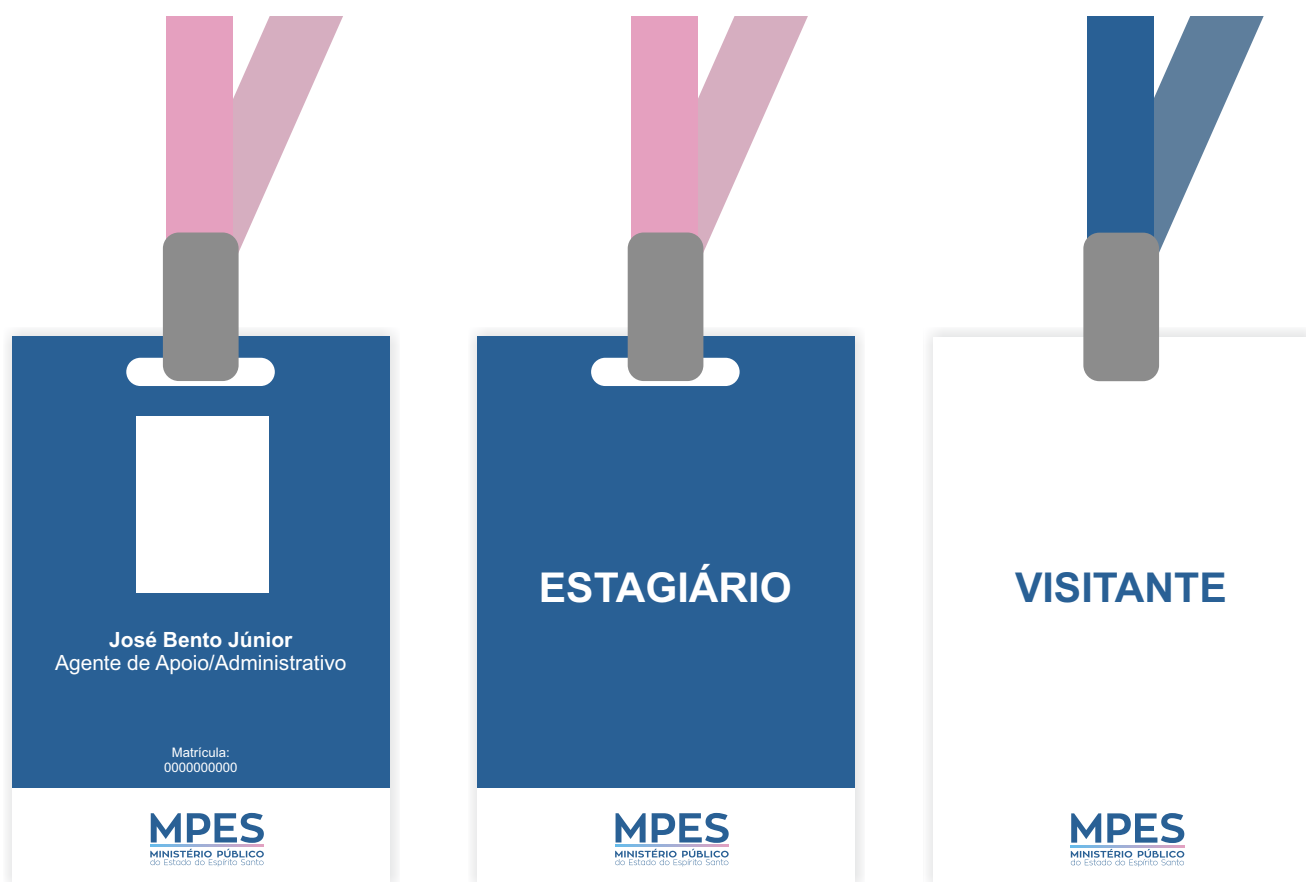 José Bento Júnior
Agente de Apoio/Administrativo
Matrícula:
0000000000
MPES
MINISTÉRIO PÚBLICO
do Estado do Espírito Santo
ESTAGIÁRIO
MPES
MINISTÉRIO PÚBLICO
do Estado do Espírito Santo
VISITANTE
MPES
MINISTÉRIO PÚBLICO
do Estado do Espírito Santo